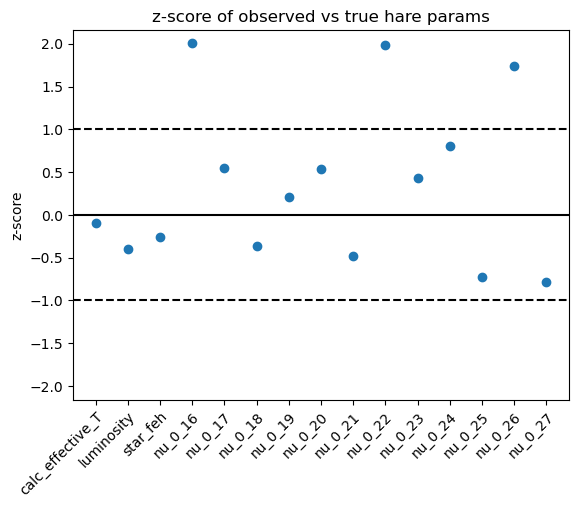 z-score of observed vs true hare params
z-score
2.0
1.5
1.0
0.5
0.0
−0.5
−1.0
−1.5
−2.0
calc_effective_T
luminosity
star_feh
nu_0_16
nu_0_17
nu_0_18
nu_0_19
nu_0_20
nu_0_21
nu_0_22
nu_0_23
nu_0_24
nu_0_25
nu_0_26
nu_0_27